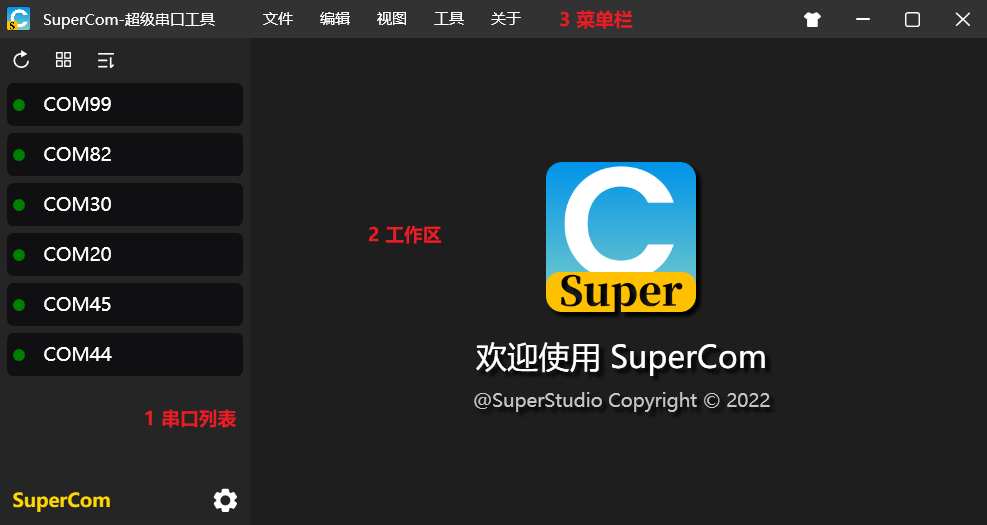 S.
SuperCom-超级串口工具
文件 编辑 视图 工具 关于
3 菜单栏
COM99
COM82
COM30
COM20
COM45
COM44
1 串口列表
SuperCom
2 工作区
C
Super
欢迎使用 SuperCom
@SuperStudio Copyright © 2022